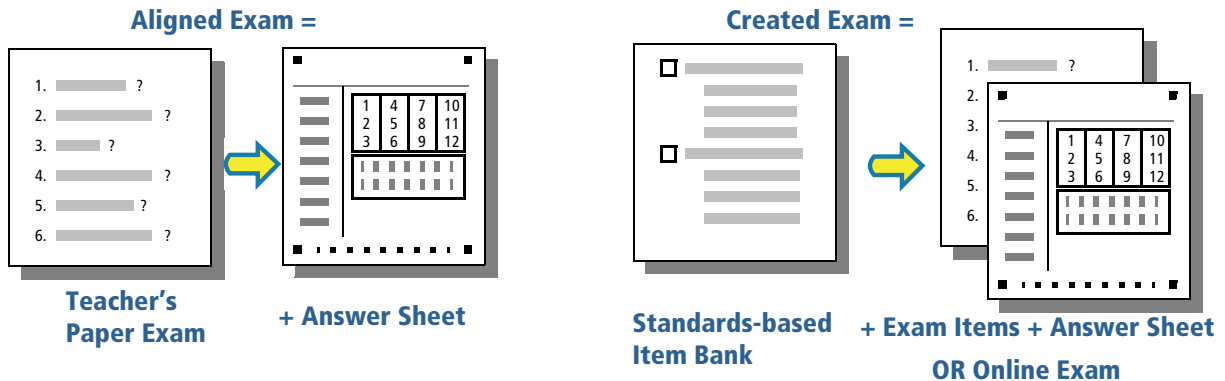 Aligned Exam =
1. ?
2. ?
3. ?
4. ?
5. ?
6. ?
1 4 7 10
2 5 8 11
3 6 9 12
Teacher's
Paper Exam
+ Answer Sheet
Created Exam =
1. ?
2.
3.
4.
5.
6.
1 4 7 10
2 5 8 11
3 6 9 12
Standards-based
Item Bank
+ Exam Items + Answer Sheet
OR Online Exam